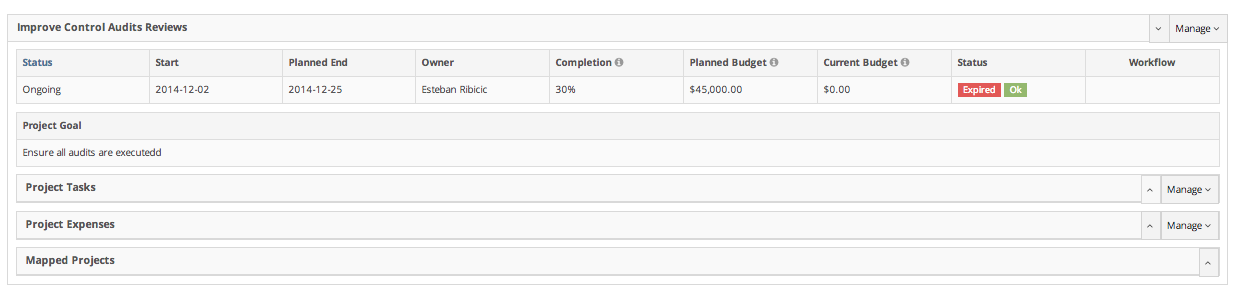 Improve Control Audits Reviews Manage
Status Start Planned End Owner Completion Planned Budget Current Budget Status Workflow
Ongoing 2014-12-02 2014-12-25 Esteban Ribicic 30% $45,000.00 $0.00 Expired Ok
Project Goal
Ensure all audits are executedd
Project Tasks Manage
Project Expenses Manage
Mapped Projects